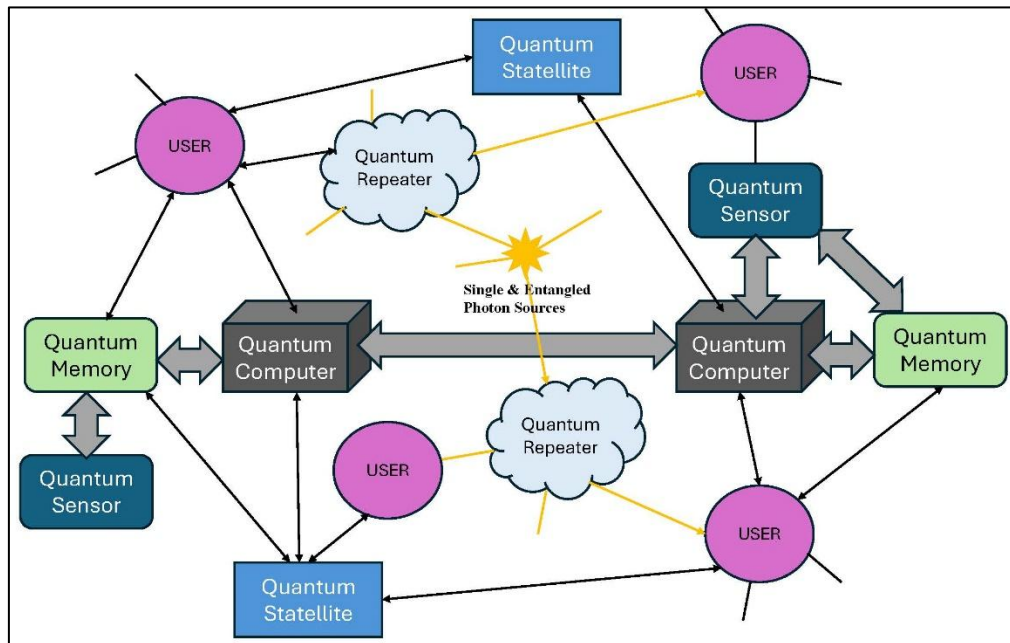 Quantum
Statellite
USER
USER
Quantum
Repeater
Quantum
Sensor
Single & Entangled
Photon Sources
Quantum
Memory
Quantum
Computer
Quantum
Computer
Quantum
Memory
Quantum
Repeater
USER
Quantum
Sensor
USER
Quantum
Statellite